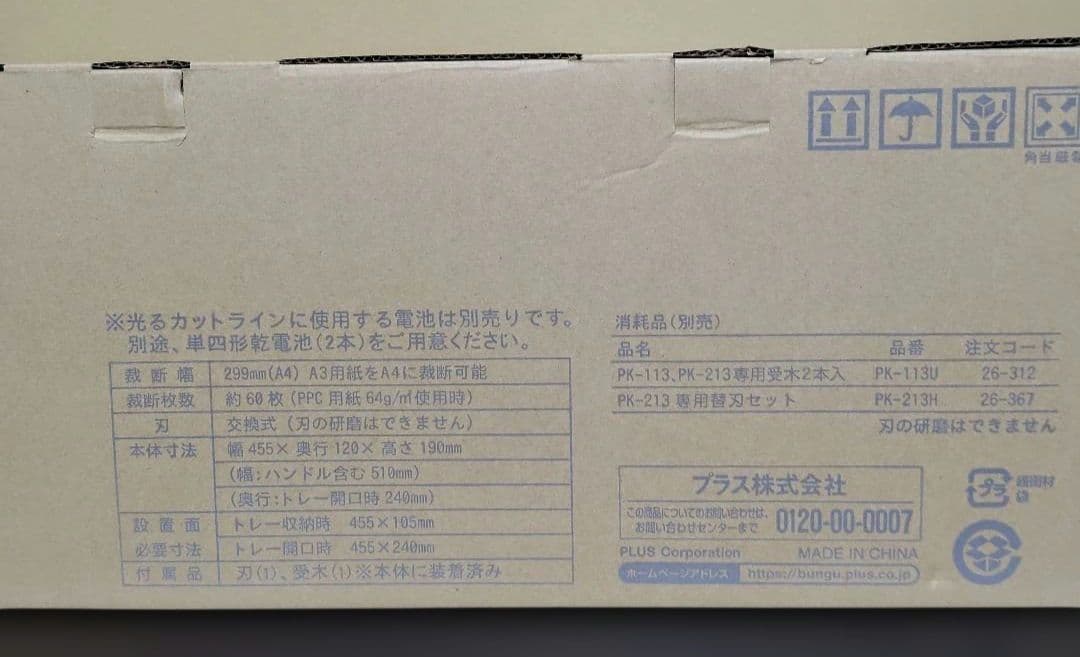 角当厳
※光るカットラインに使用する電池は別売りです。
別途、単四形乾電池(2本)をご用意ください。
裁断幅 299mm(A4) A3用紙をA4に裁断可能
裁断枚数 約60枚(PPC用紙64g/㎡使用時)
刃 交換式(刃の研磨はできません)
本体寸法 幅455×奥行120×高さ190mm
(幅:ハンドル含む510mm)
(奥行:トレー開口時240mm)
設置面 トレー収納時 455×105mm
必要寸法 トレー開口時 455×240mm
付属品 刃(1)、受木(1)※本体に装着済み
消耗品(別売)
品名 品番 注文コード
PK-113、PK-213専用受木2本入 PK-113U 26-312
PK-213専用替刃セット PK-213H 26-367
刃の研磨はできません
プラス株式会社
この商品についてのお問い合わせは、
お問い合わせセンターまで 0120-00-0007
PLUS Corporation MADE IN CHINA
ホームページアドレス https://bungu.plus.co.jp
プラ
緩衝材
袋